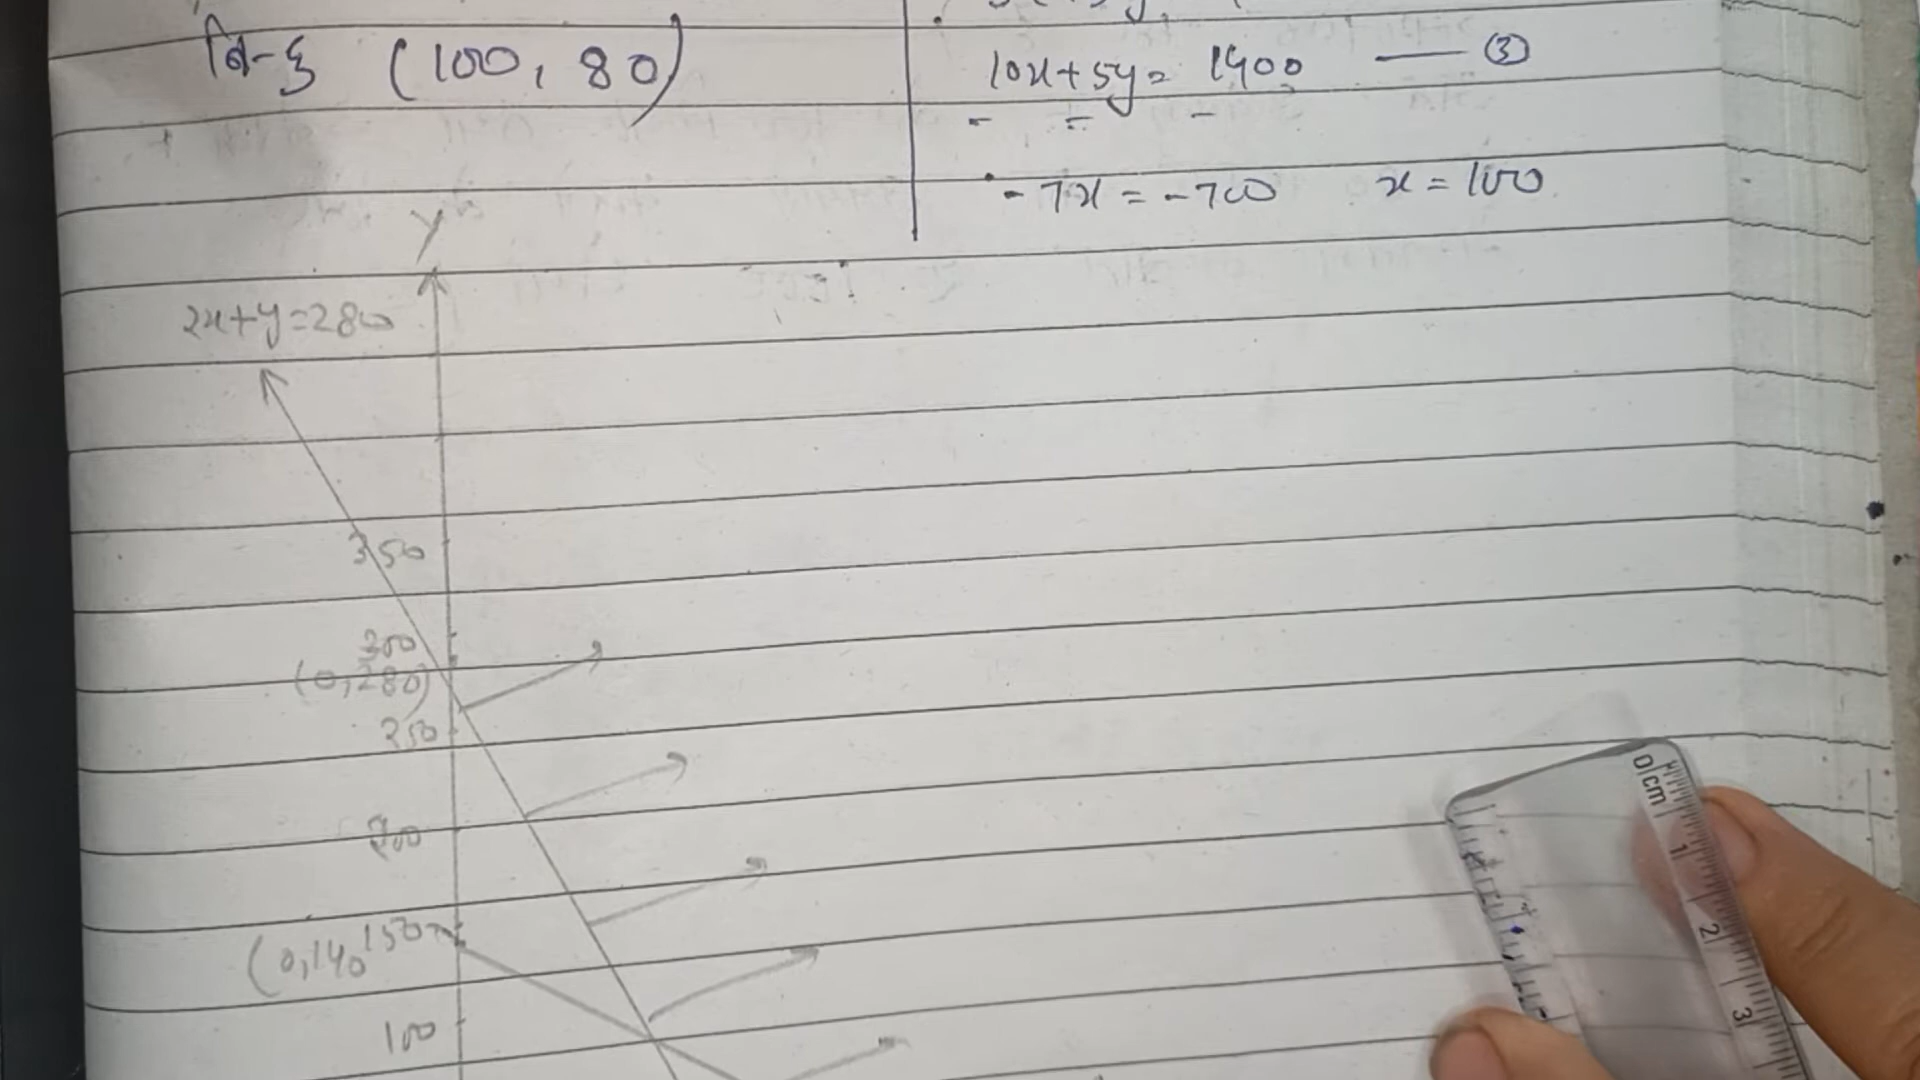 (100, 80)
10x+5y= 1400 —— ③
- - -
-7x = -700 x = 100
Y
2x+y=280
350
300
(0,280)
250
200
150
(0,140
100
0 cm
1
2
3